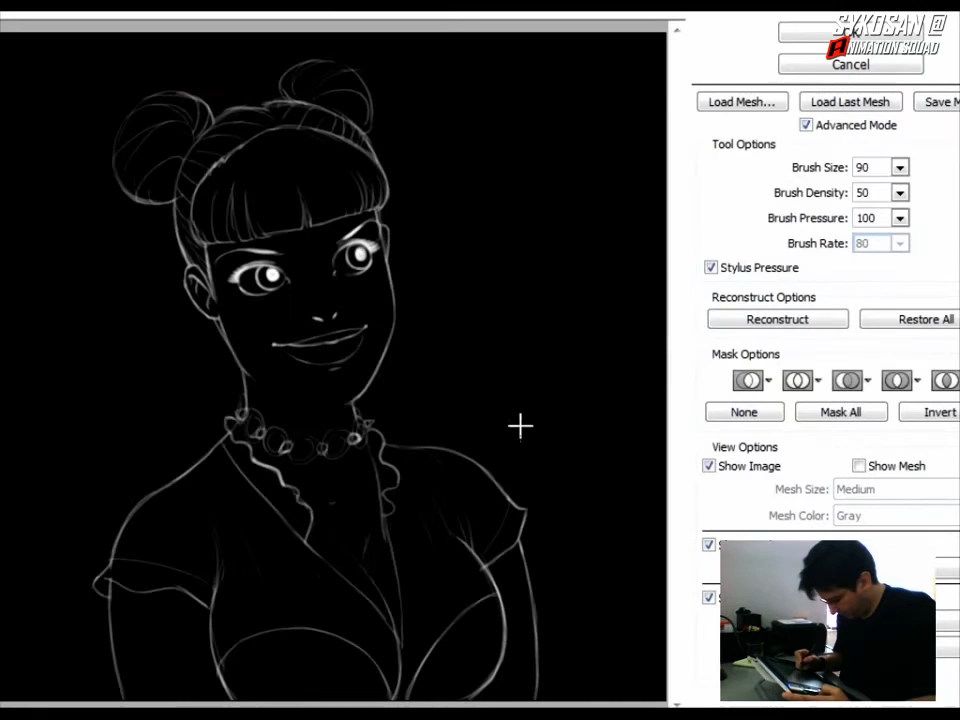 SYKOSAN @
ANIMATION SQUAD
Cancel
Load Mesh...
Load Last Mesh
Save M
Advanced Mode
Tool Options
Brush Size: 90
Brush Density: 50
Brush Pressure: 100
Brush Rate: 80
Stylus Pressure
Reconstruct Options
Reconstruct
Restore All
Mask Options
None
Mask All
Invert
View Options
Show Image
Show Mesh
Mesh Size: Medium
Mesh Color: Gray